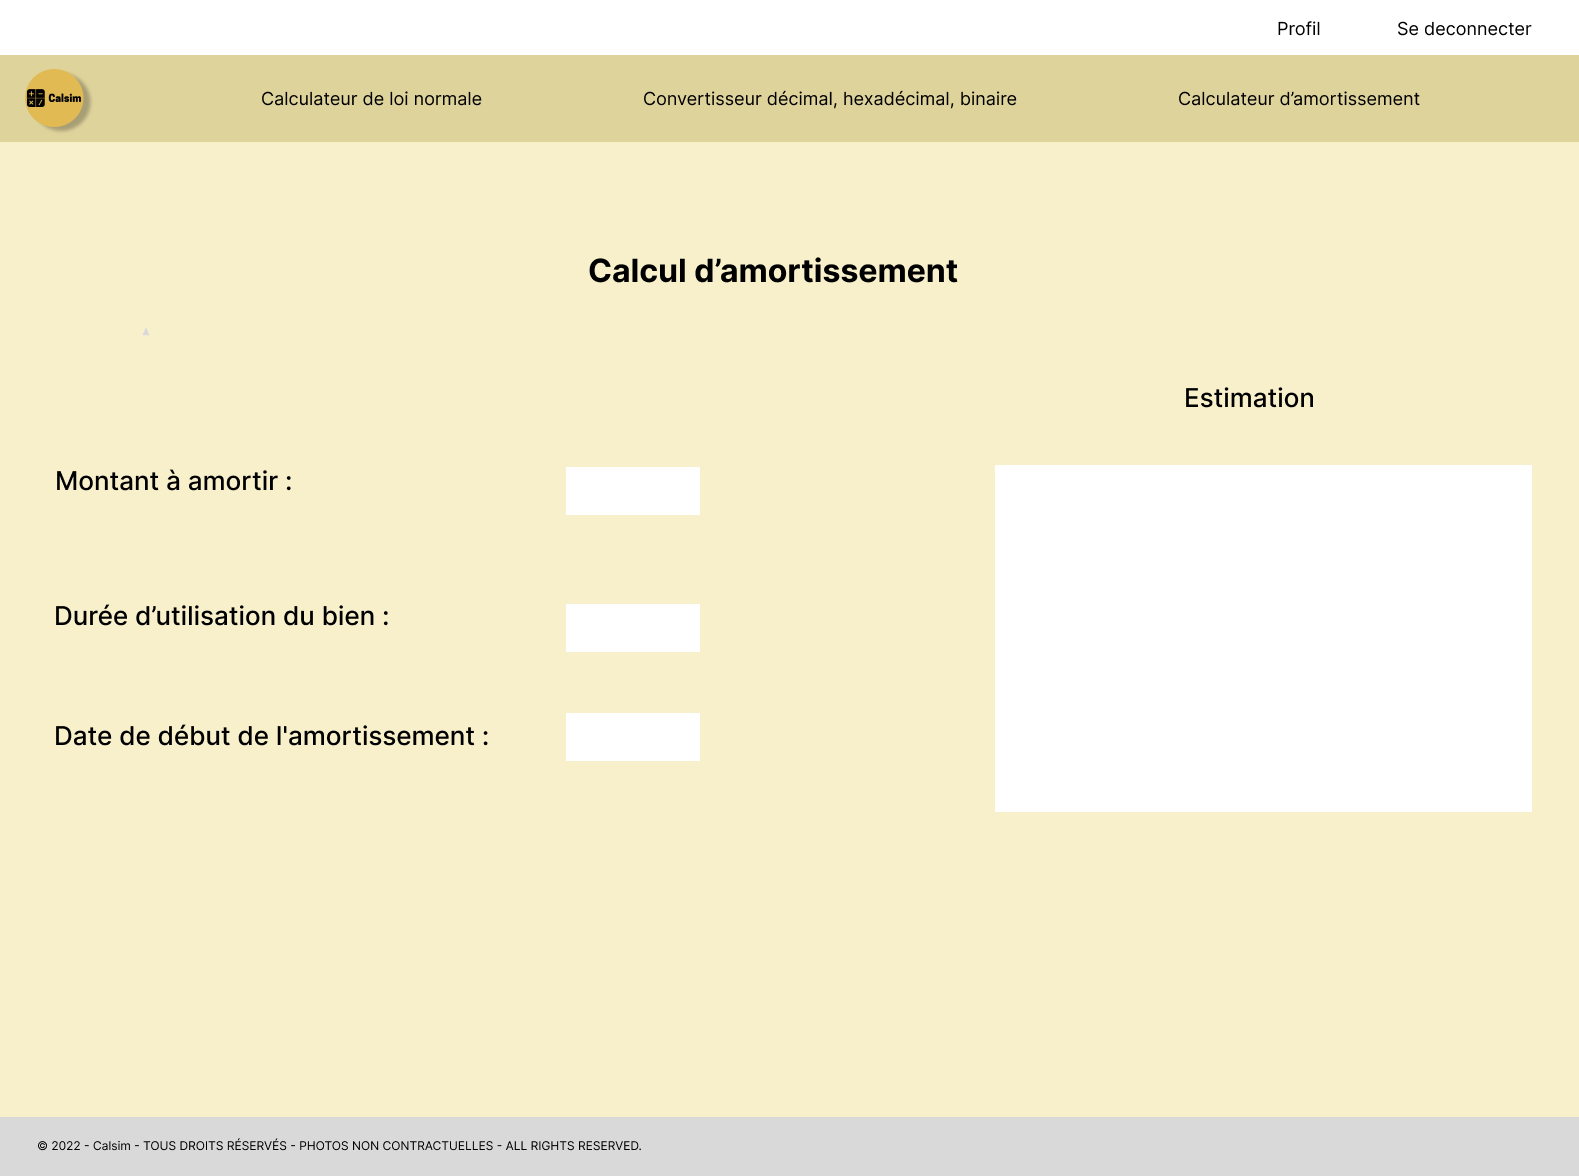 Profil
Se deconnecter
Calsim
Calculateur de loi normale
Convertisseur décimal, hexadécimal, binaire
Calculateur d’amortissement
Calcul d’amortissement
Estimation
Montant à amortir :
Durée d’utilisation du bien :
Date de début de l'amortissement :
© 2022 - Calsim - TOUS DROITS RÉSERVÉS - PHOTOS NON CONTRACTUELLES - ALL RIGHTS RESERVED.